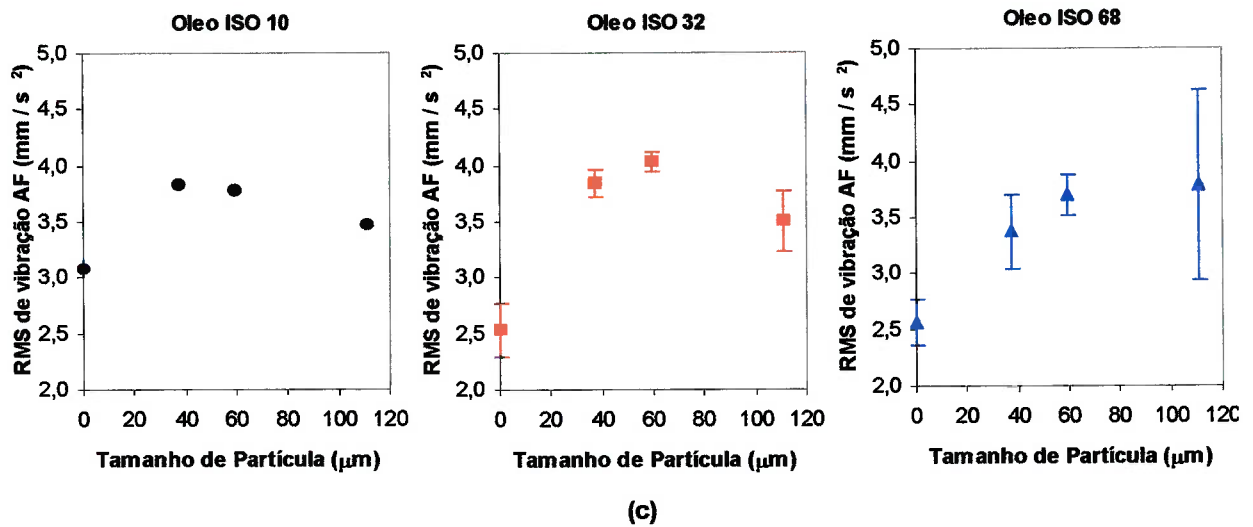 Oleo ISO 10
RMS de vibração AF (mm / s ²)
5,0
4,5
4,0
3,5
3,0
2,5
2,0
0 20 40 60 80 100 120
Tamanho de Partícula (µm)
Oleo ISO 32
RMS de vibração AF (mm / s ²)
5,0
4,5
4,0
3,5
3,0
2,5
2,0
0 20 40 60 80 100 120
Tamanho de Partícula (µm)
Oleo ISO 68
RMS de vibração AF (mm / s ²)
5,0
4,5
4,0
3,5
3,0
2,5
2,0
0 20 40 60 80 100 120
Tamanho de Partícula (µm)
(c)